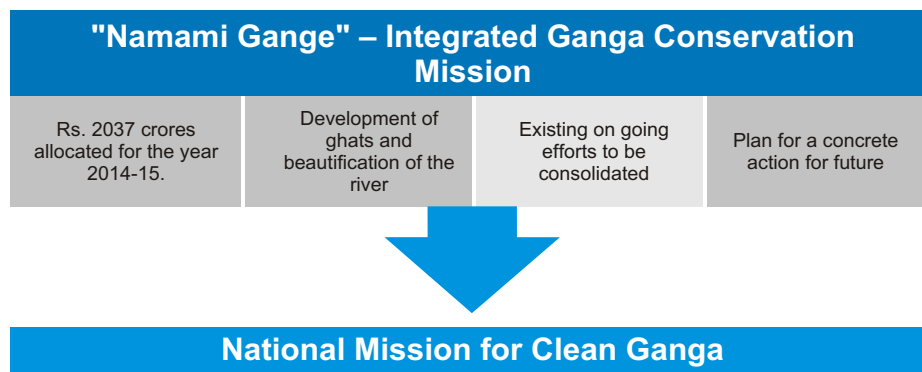 "Namami Gange" – Integrated Ganga Conservation
Mission
Rs. 2037 crores
allocated for the year
2014-15.
Development of
ghats and
beautification of the
river
Existing on going
efforts to be
consolidated
Plan for a concrete
action for future
National Mission for Clean Ganga